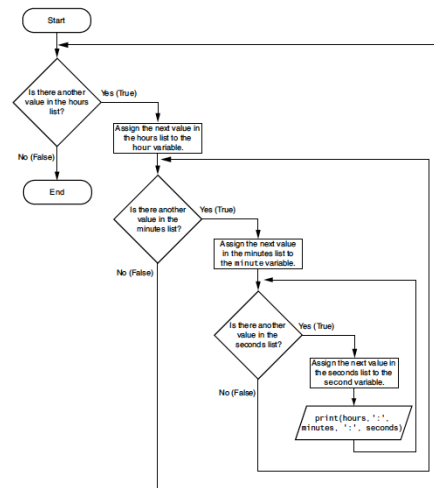 Start
Is there another
value in the hours
list?
Yes (True)
Assign the next value in
the hours list to the
hour variable.
No (False)
End
Is there another
value in the
minutes list?
Yes (True)
Assign the next value
in the minutes list to
the minute variable.
No (False)
Is there another
value in the
seconds list?
Yes (True)
Assign the next value in
the seconds list to the
second variable.
No (False)
print(hours, ':',
minutes, ':', seconds)